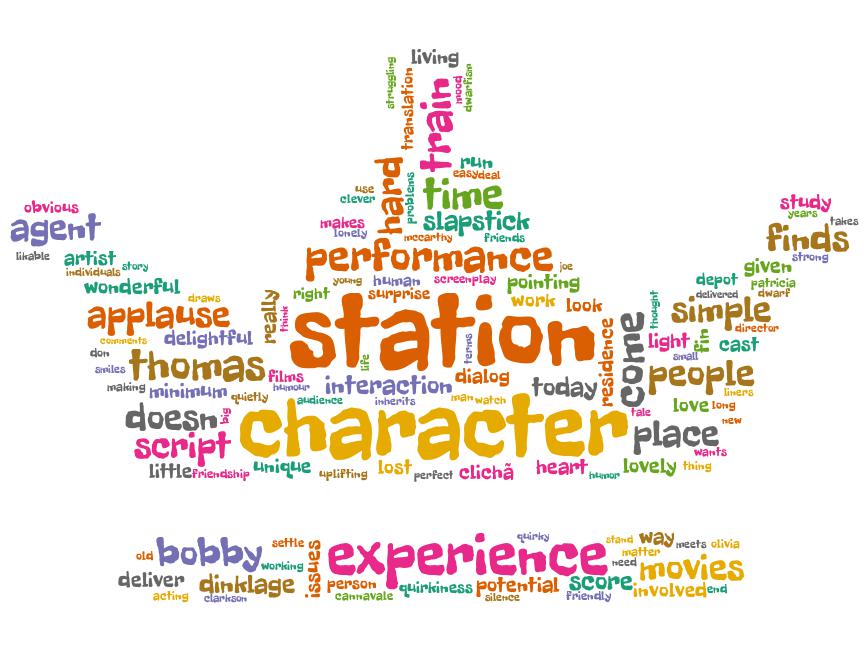 living
struggling
translation
train
mood
dwarfism
hard
problems
run
easy deal
use
clever
time
makes
lonely
slapstick
mccarthy friends
obvious
agent
likable
study
years
takes
finds
strong
artist
individuals story
wonderful
performance joe
young human screenplay pointing
right surprise work look
depot given
delivered patricia
dwarf
draws
applause
comments delightful
really
think
station
life
terms
residence
come
thought
simple
director
light fin cast
small
don thomas films
smiles
making minimum humour interaction dialog today
quietly
people
liners
audience inherits man watch
love long
new
doesn big character tale place
script
wants
little friendship unique uplifting lost perfect clichã heart humor lovely thing
old bobby settle issues experience quirky stand way meets olivia
working matter
need
deliver dinklage person quirkiness potential score movies
acting clarkson cannavale silence friendly involved end